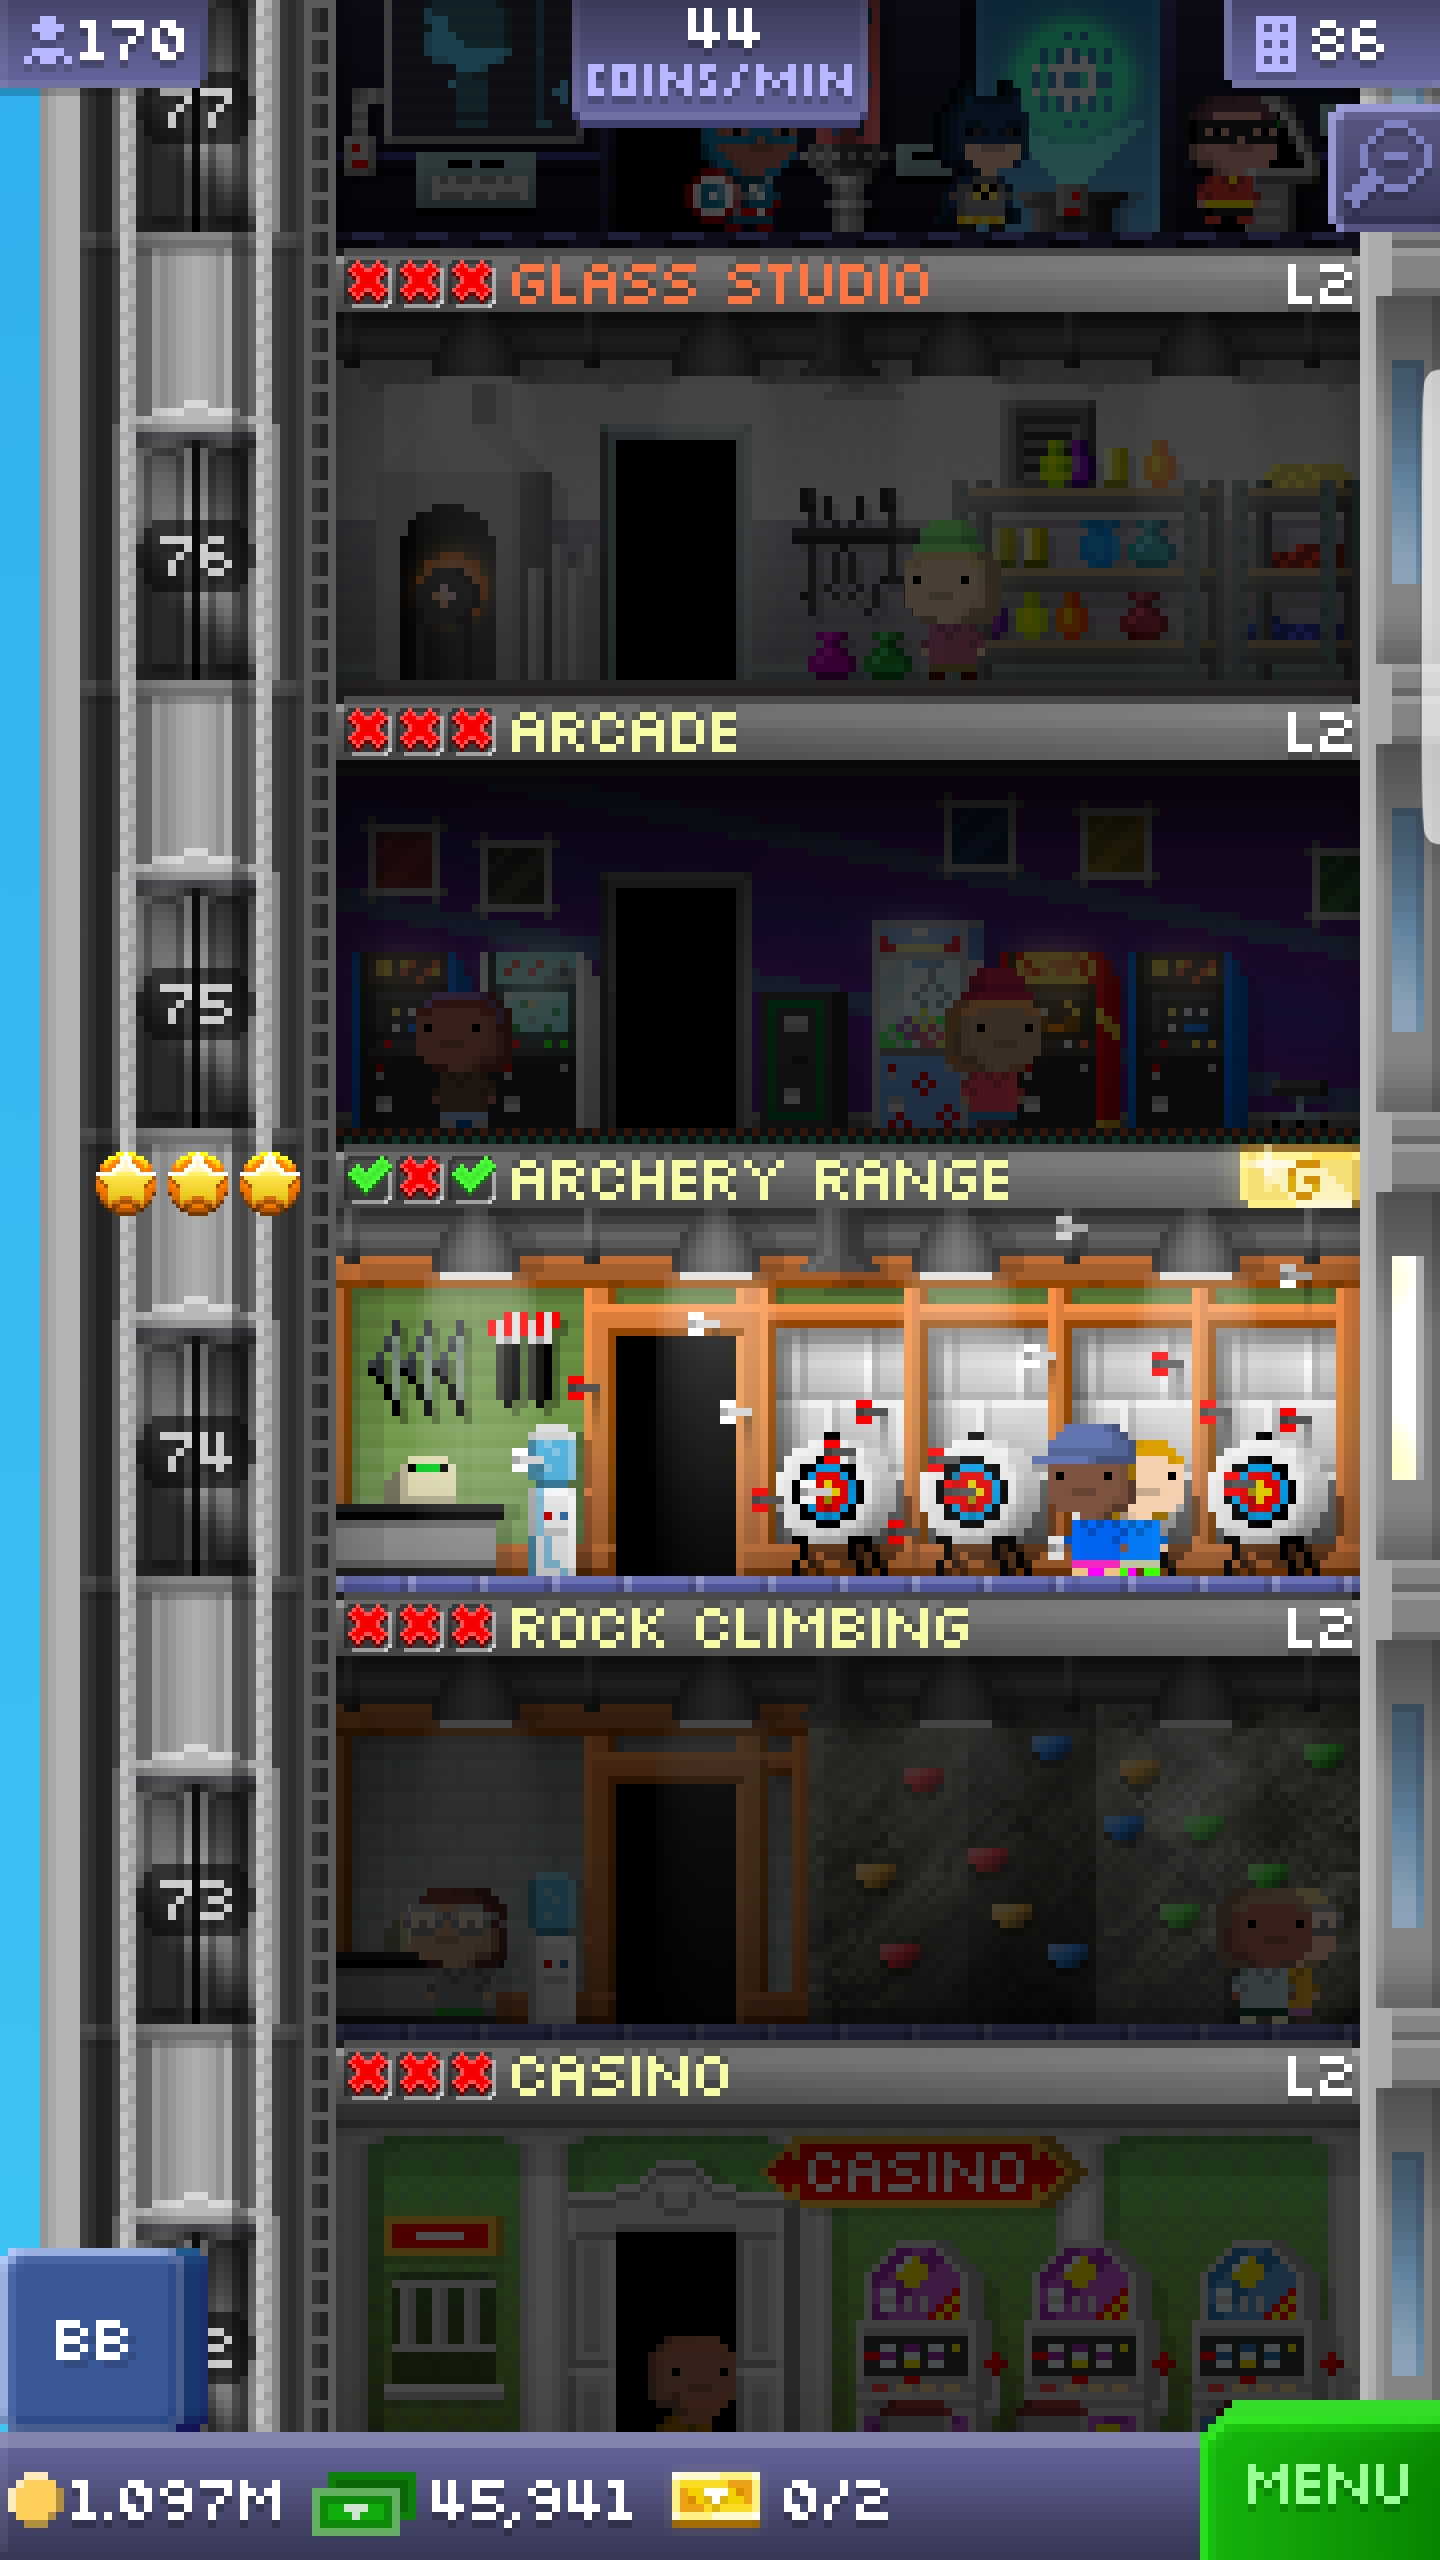 170
44
COINS/MIN
86
77
GLASS STUDIO L2
76
ARCADE L2
75
ARCHERY RANGE G
74
ROCK CLIMBING L2
73
CASINO L2
CASINO
BB
1.097M 45,941 0/2
MENU